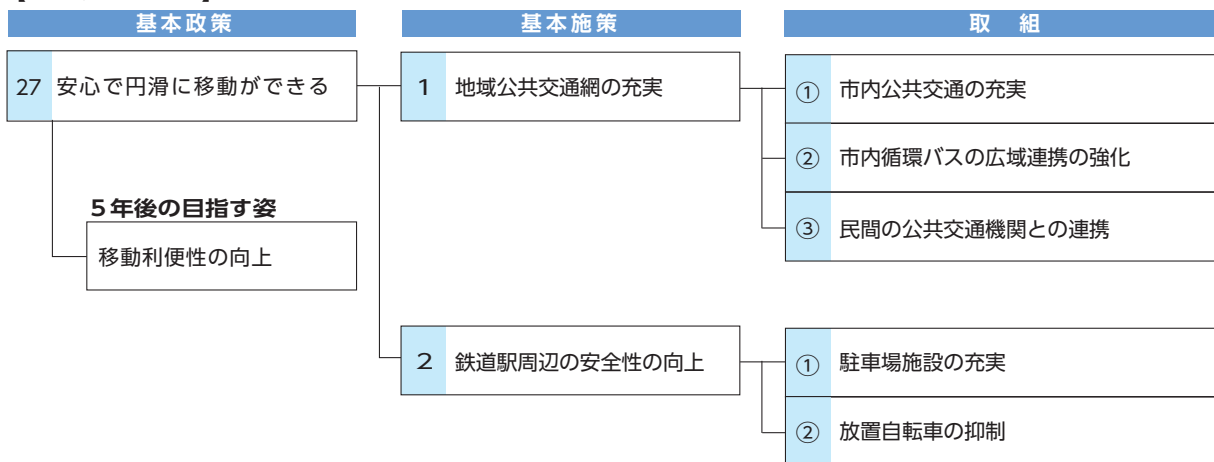 基本政策
基本施策
取 組
27 安心で円滑に移動ができる
1 地域公共交通網の充実
① 市内公共交通の充実
② 市内循環バスの広域連携の強化
③ 民間の公共交通機関との連携
5年後の目指す姿
移動利便性の向上
2 鉄道駅周辺の安全性の向上
① 駐車場施設の充実
② 放置自転車の抑制